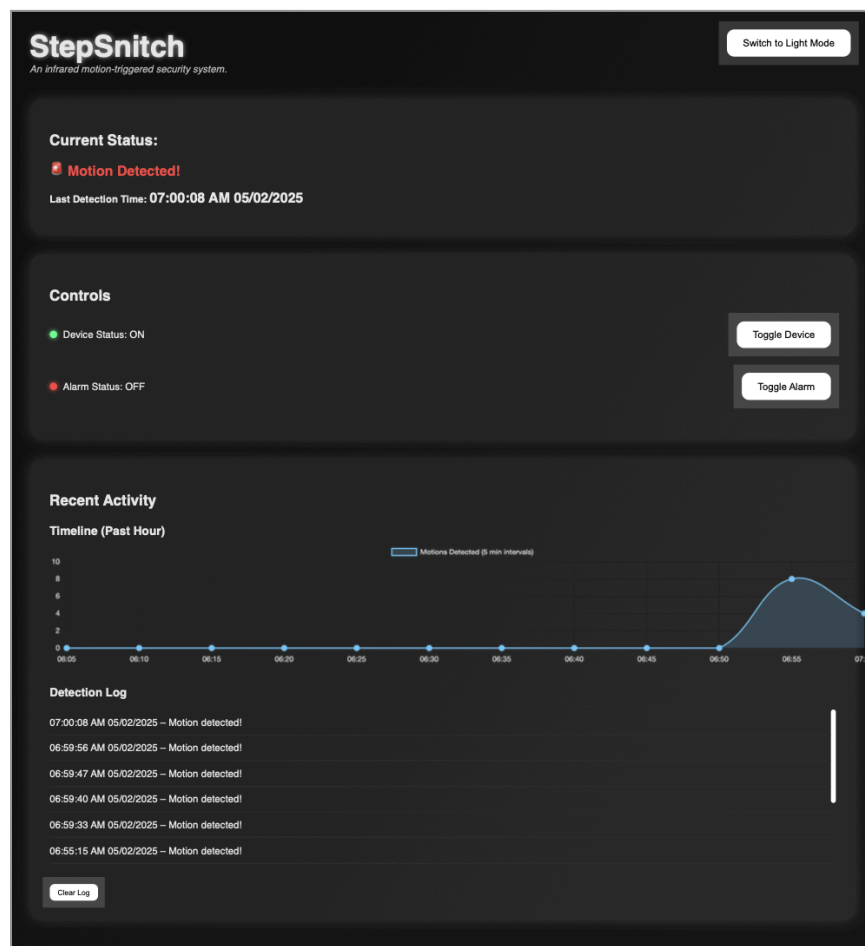 StepSnitch
Switch to Light Mode
An infrared motion-triggered security system.
Current Status:
🚨 Motion Detected!
Last Detection Time: 07:00:08 AM 05/02/2025
Controls
Device Status: ON
Toggle Device
Alarm Status: OFF
Toggle Alarm
Recent Activity
Timeline (Past Hour)
Motions Detected (5 min intervals)
10
8
6
4
2
0
06:05 06:10 06:15 06:20 06:25 06:30 06:35 06:40 06:45 06:50 06:55 07:
Detection Log
07:00:08 AM 05/02/2025 – Motion detected!
06:59:56 AM 05/02/2025 – Motion detected!
06:59:47 AM 05/02/2025 – Motion detected!
06:59:40 AM 05/02/2025 – Motion detected!
06:59:33 AM 05/02/2025 – Motion detected!
06:55:15 AM 05/02/2025 – Motion detected!
Clear Log